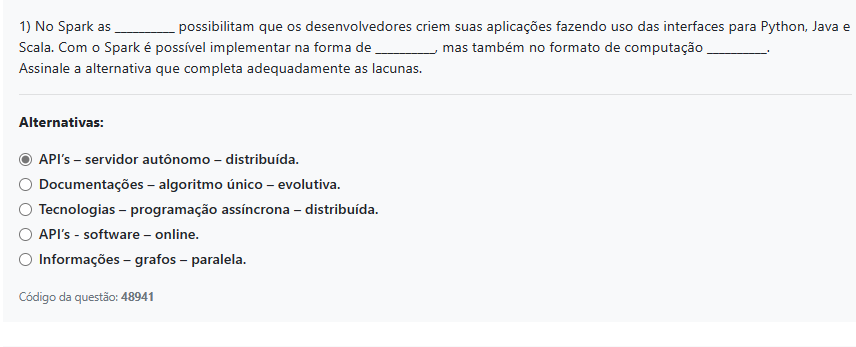 1) No Spark as __________ possibilitam que os desenvolvedores criem suas aplicações fazendo uso das interfaces para Python, Java e
Scala. Com o Spark é possível implementar na forma de __________, mas também no formato de computação __________.
Assinale a alternativa que completa adequadamente as lacunas.
Alternativas:
API's – servidor autônomo – distribuída.
Documentações – algoritmo único – evolutiva.
Tecnologias – programação assíncrona – distribuída.
API's - software – online.
Informações – grafos – paralela.
Código da questão: 48941